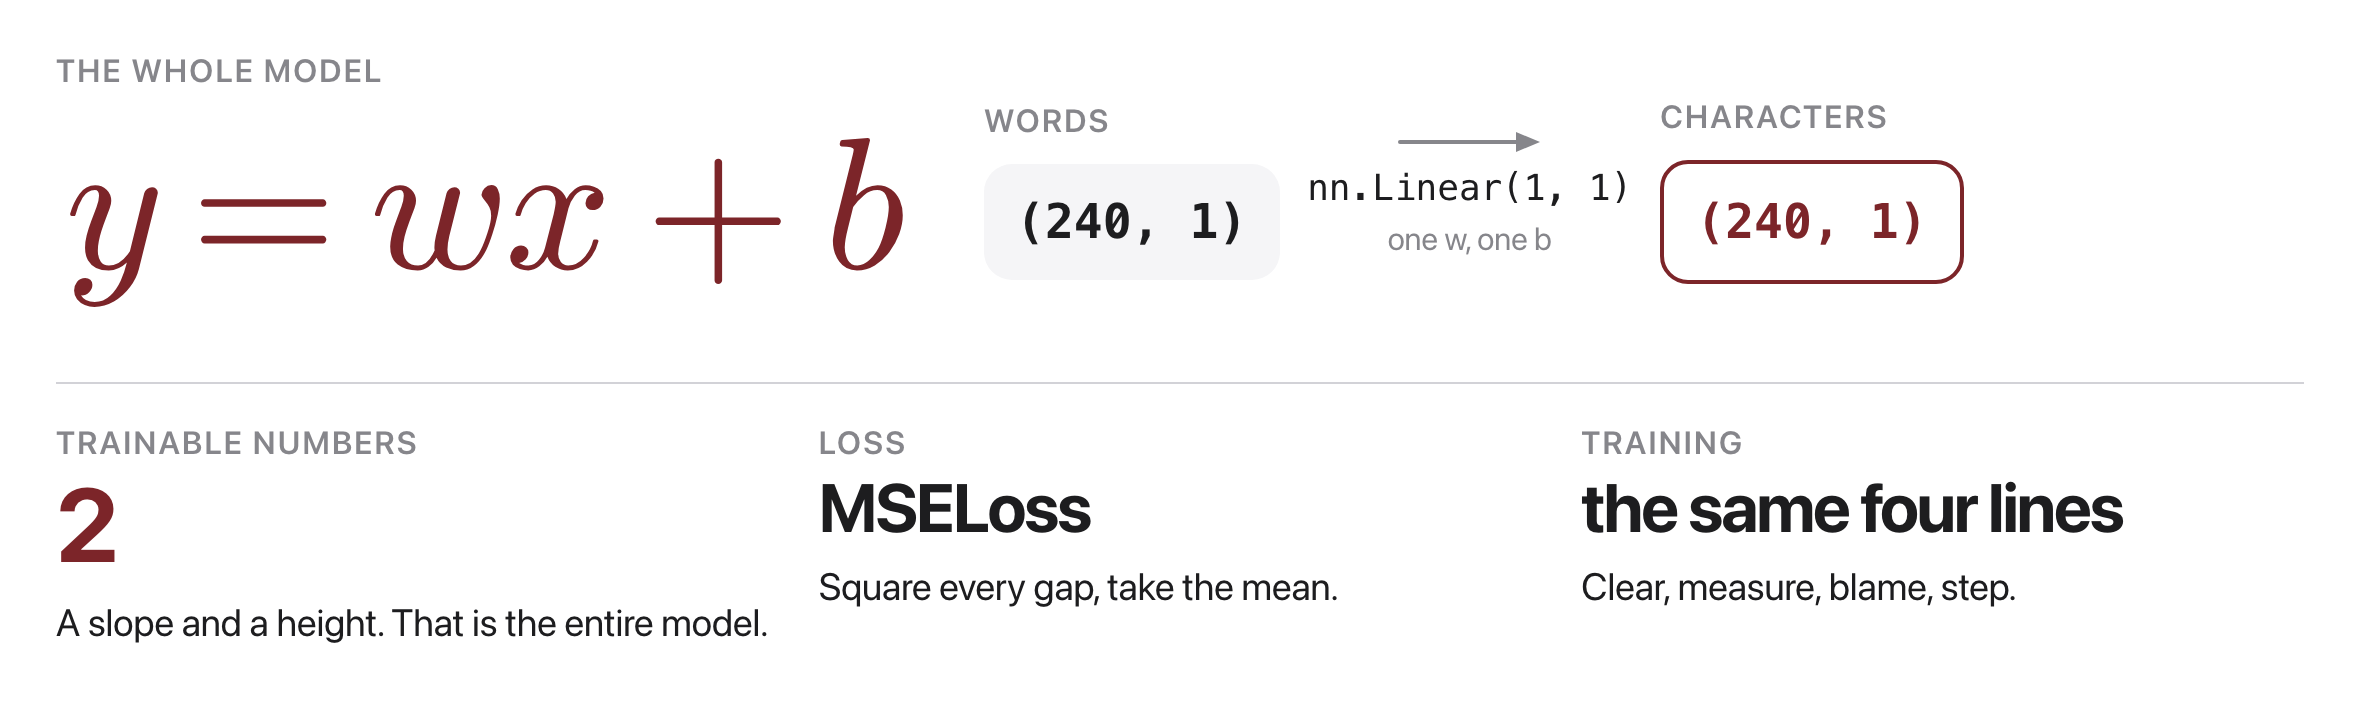 THE WHOLE MODEL
y = wx + b
WORDS
(240, 1)
nn.Linear(1, 1)
one w, one b
CHARACTERS
(240, 1)
TRAINABLE NUMBERS
2
A slope and a height. That is the entire model.
LOSS
MSELoss
Square every gap, take the mean.
TRAINING
the same four lines
Clear, measure, blame, step.